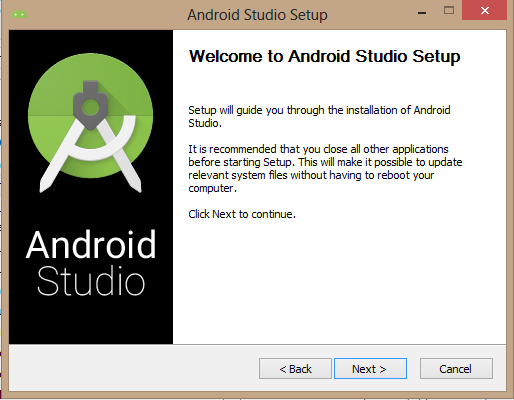 Android Studio Setup
Welcome to Android Studio Setup
Setup will guide you through the installation of Android
Studio.
It is recommended that you close all other applications
before starting Setup. This will make it possible to update
relevant system files without having to reboot your
computer.
Click Next to continue.
Android
Studio
< Back
Next >
Cancel